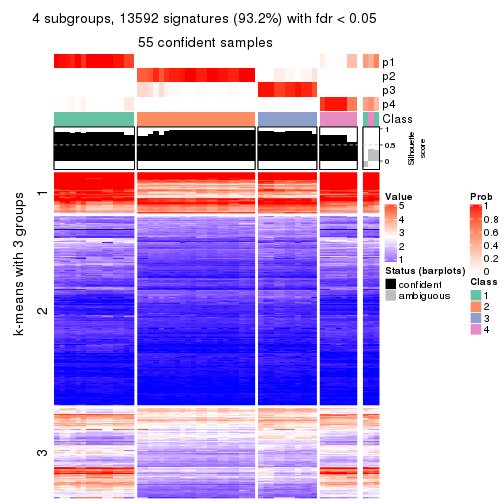 4 subgroups, 13592 signatures (93.2%) with fdr < 0.05
55 confident samples
p1
p2
p3
p4
Class
1
0.5
0
Silhouette
score
k-means with 3 groups
1
2
3
Value
5
4
3
2
1
Status (barplots)
confident
ambiguous
Prob
1
0.8
0.6
0.4
0.2
0
Class
1
2
3
4